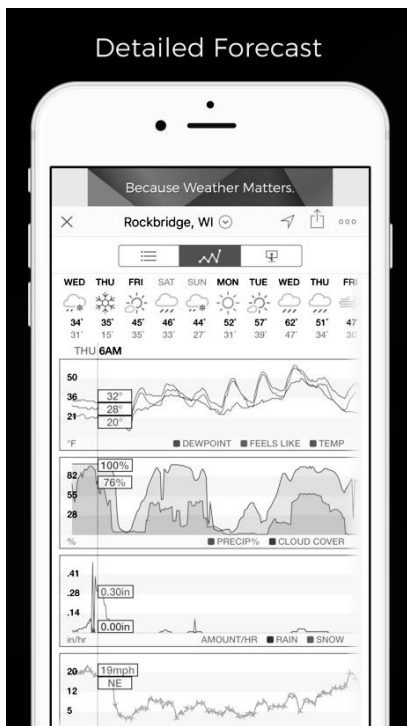 Detailed Forecast
Because Weather Matters.
Rockbridge, WI
WED THU FRI SAT SUN MON TUE WED THU FRI
34° 35° 45° 46° 44° 52° 57° 62° 51° 47
31° 15° 35° 33° 27° 31° 39° 47° 34° 30
THU 6AM
50
36 32°
28°
21 20°
°F DEWPOINT FEELS LIKE TEMP
100%
82 76%
55
28
% PRECIP% CLOUD COVER
.41
.28 0.30in
.14
0.00in
in/hr AMOUNT/HR RAIN SNOW
20 19mph
NE
12
5